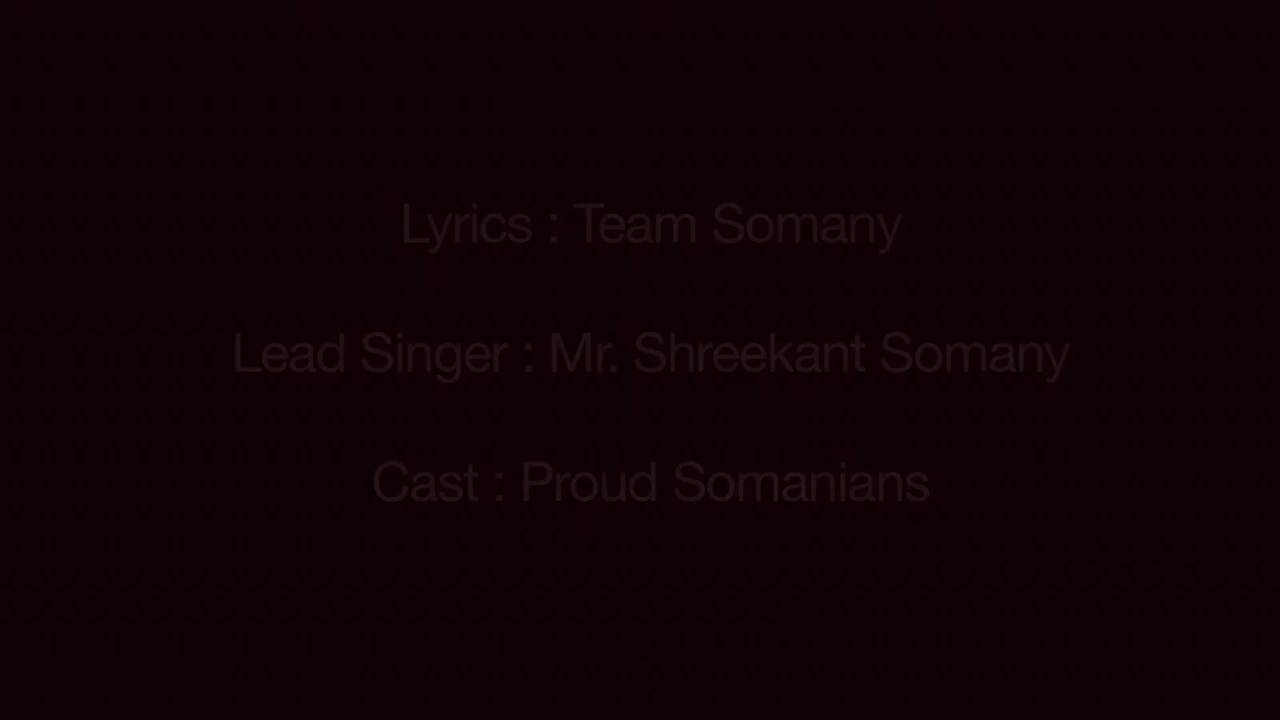 Lyrics : Team Somany
Lead Singer : Mr. Shreekant Somany
Cast : Proud Somanians